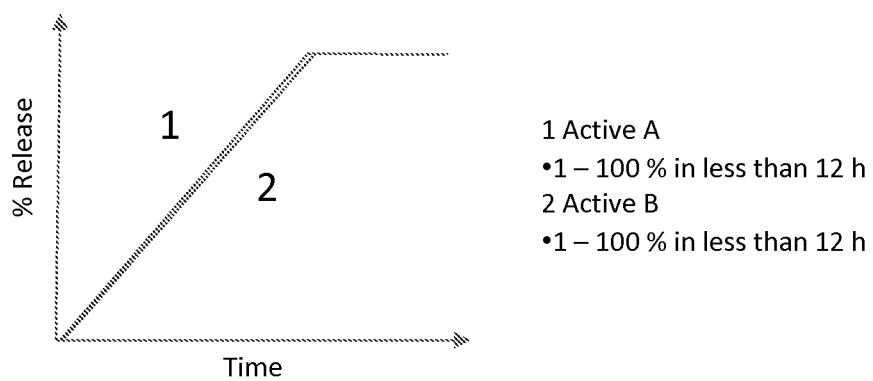 % Release
1
2
Time
1 Active A
•1 – 100 % in less than 12 h
2 Active B
•1 – 100 % in less than 12 h